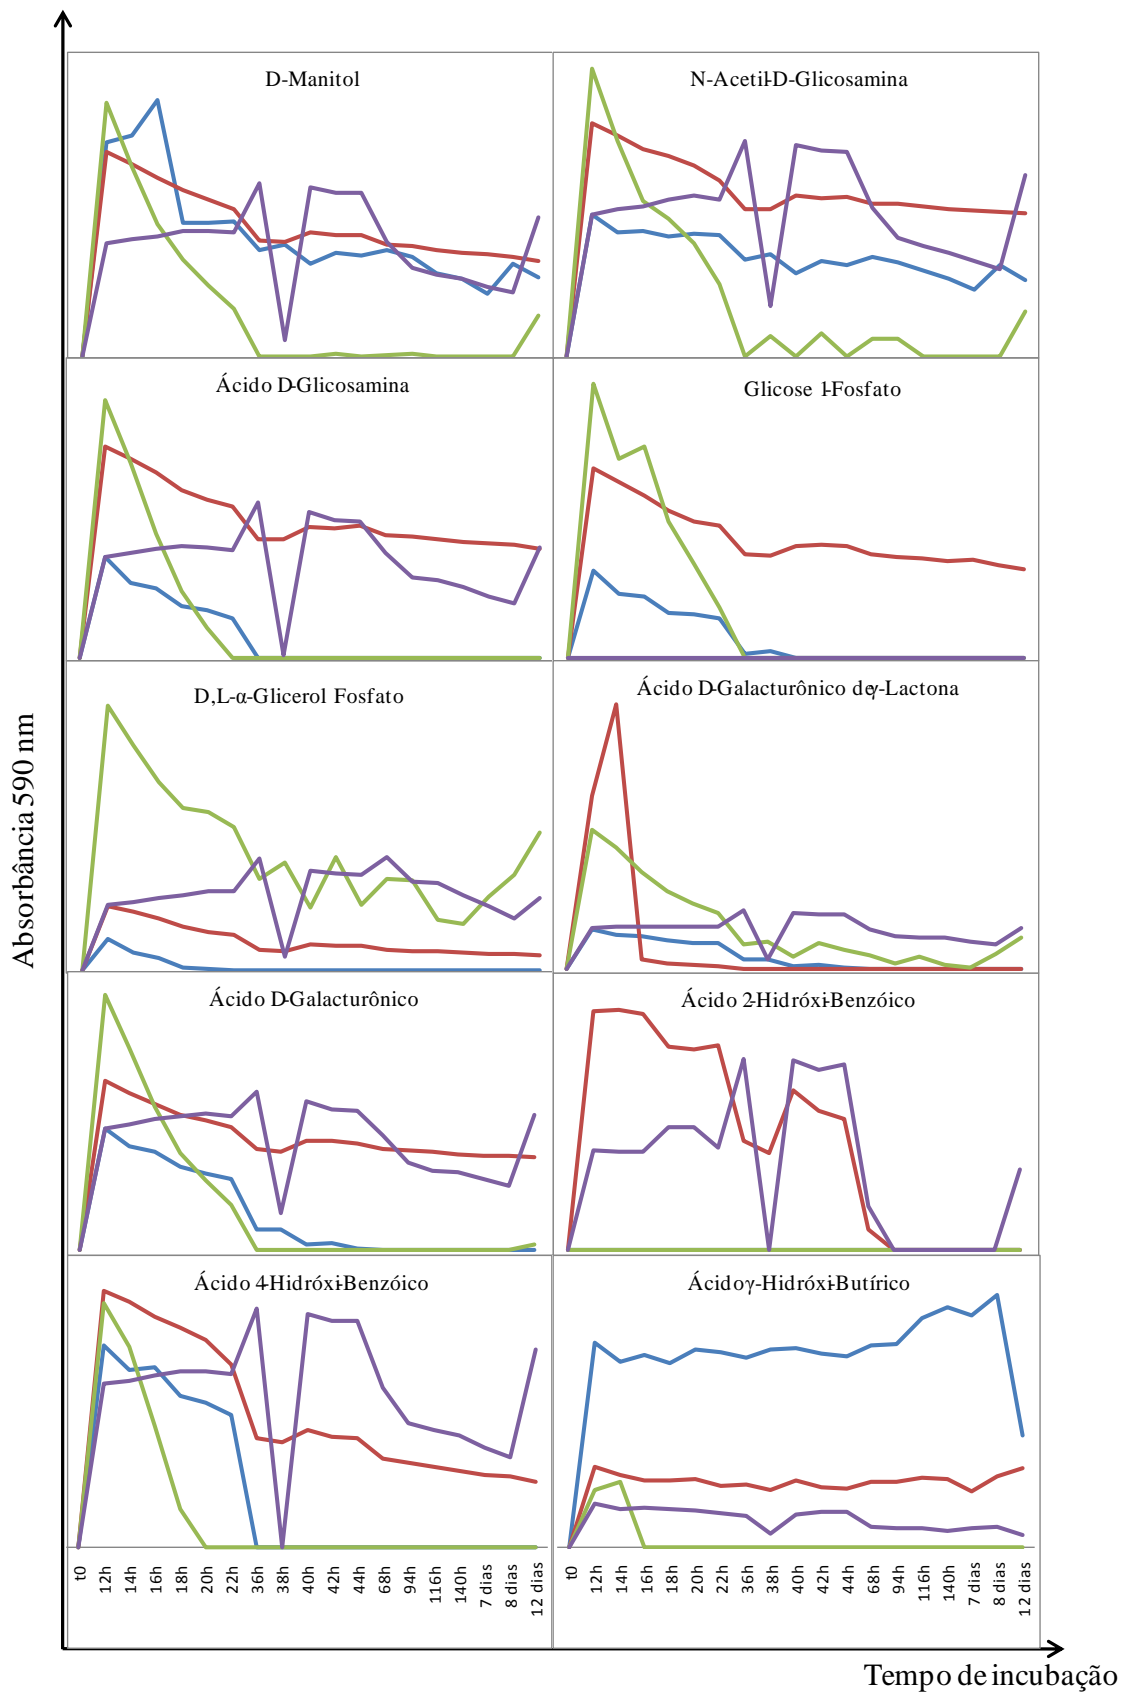 D-Manitol
N-Acetil-D-Glicosamina
Ácido D-Glicosamina
Glicose 1-Fosfato
D,L-α-Glicerol Fosfato
Ácido D-Galacturônico de γ-Lactona
Ácido D-Galacturônico
Ácido 2-Hidróxi-Benzóico
Ácido 4-Hidróxi-Benzóico
Ácido γ-Hidróxi-Butírico
Absorbância 590 nm
t0 12h 14h 16h 18h 20h 22h 36h 38h 40h 42h 44h 68h 94h 116h 140h 7 dias 8 dias 12 dias
t0 12h 14h 16h 18h 20h 22h 36h 38h 40h 42h 44h 68h 94h 116h 140h 7 dias 8 dias 12 dias
Tempo de incubação